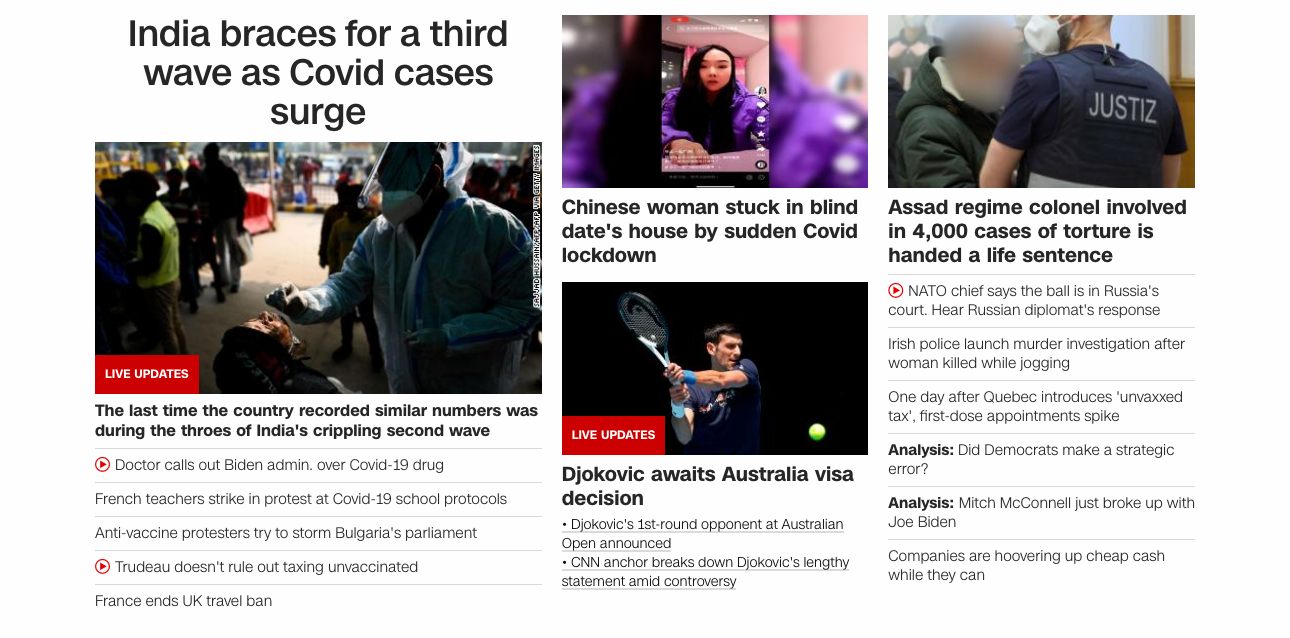 India braces for a third
wave as Covid cases
surge
SAJJAD HUSSAIN/AFP/AFP VIA GETTY IMAGES
LIVE UPDATES
The last time the country recorded similar numbers was
during the throes of India's crippling second wave
Doctor calls out Biden admin. over Covid-19 drug
French teachers strike in protest at Covid-19 school protocols
Anti-vaccine protesters try to storm Bulgaria's parliament
Trudeau doesn't rule out taxing unvaccinated
France ends UK travel ban
Chinese woman stuck in blind
date's house by sudden Covid
lockdown
LIVE UPDATES
Djokovic awaits Australia visa
decision
• Djokovic's 1st-round opponent at Australian
Open announced
• CNN anchor breaks down Djokovic's lengthy
statement amid controversy
JUSTIZ
Assad regime colonel involved
in 4,000 cases of torture is
handed a life sentence
NATO chief says the ball is in Russia's
court. Hear Russian diplomat's response
Irish police launch murder investigation after
woman killed while jogging
One day after Quebec introduces 'unvaxxed
tax', first-dose appointments spike
Analysis: Did Democrats make a strategic
error?
Analysis: Mitch McConnell just broke up with
Joe Biden
Companies are hoovering up cheap cash
while they can